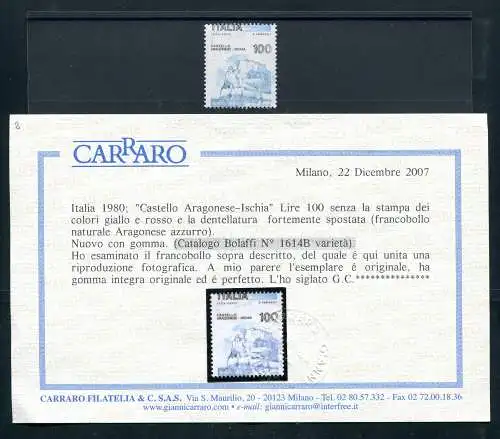 ITALIA
100
CASTELLO
ARAGONESE - ISCHIA
8
CARRARO
Milano, 22 Dicembre 2007
Italia 1980; "Castello Aragonese-Ischia" Lire 100 senza la stampa dei
colori giallo e rosso e la dentellatura fortemente spostata (francobollo
naturale Aragonese azzurro).
Nuovo con gomma. (Catalogo Bolaffi N° 1614B varietà)
Ho esaminato il francobollo sopra descritto, del quale è qui unita una
riproduzione fotografica. A mio parere l'esemplare è originale, ha
gomma integra originale ed é perfetto. L'ho siglato G.C.***************
ITALIA
100
CASTELLO
ARAGONESE - ISCHIA
CARRARO FILATELIA & C. S.A.S. Via S. Maurilio, 20 - 20123 Milano - Tel. 02 80.57.332 - Fax 02 72.00.18.36
www.giannicarraro.com • e-mail: giannicarraro@interfree.it